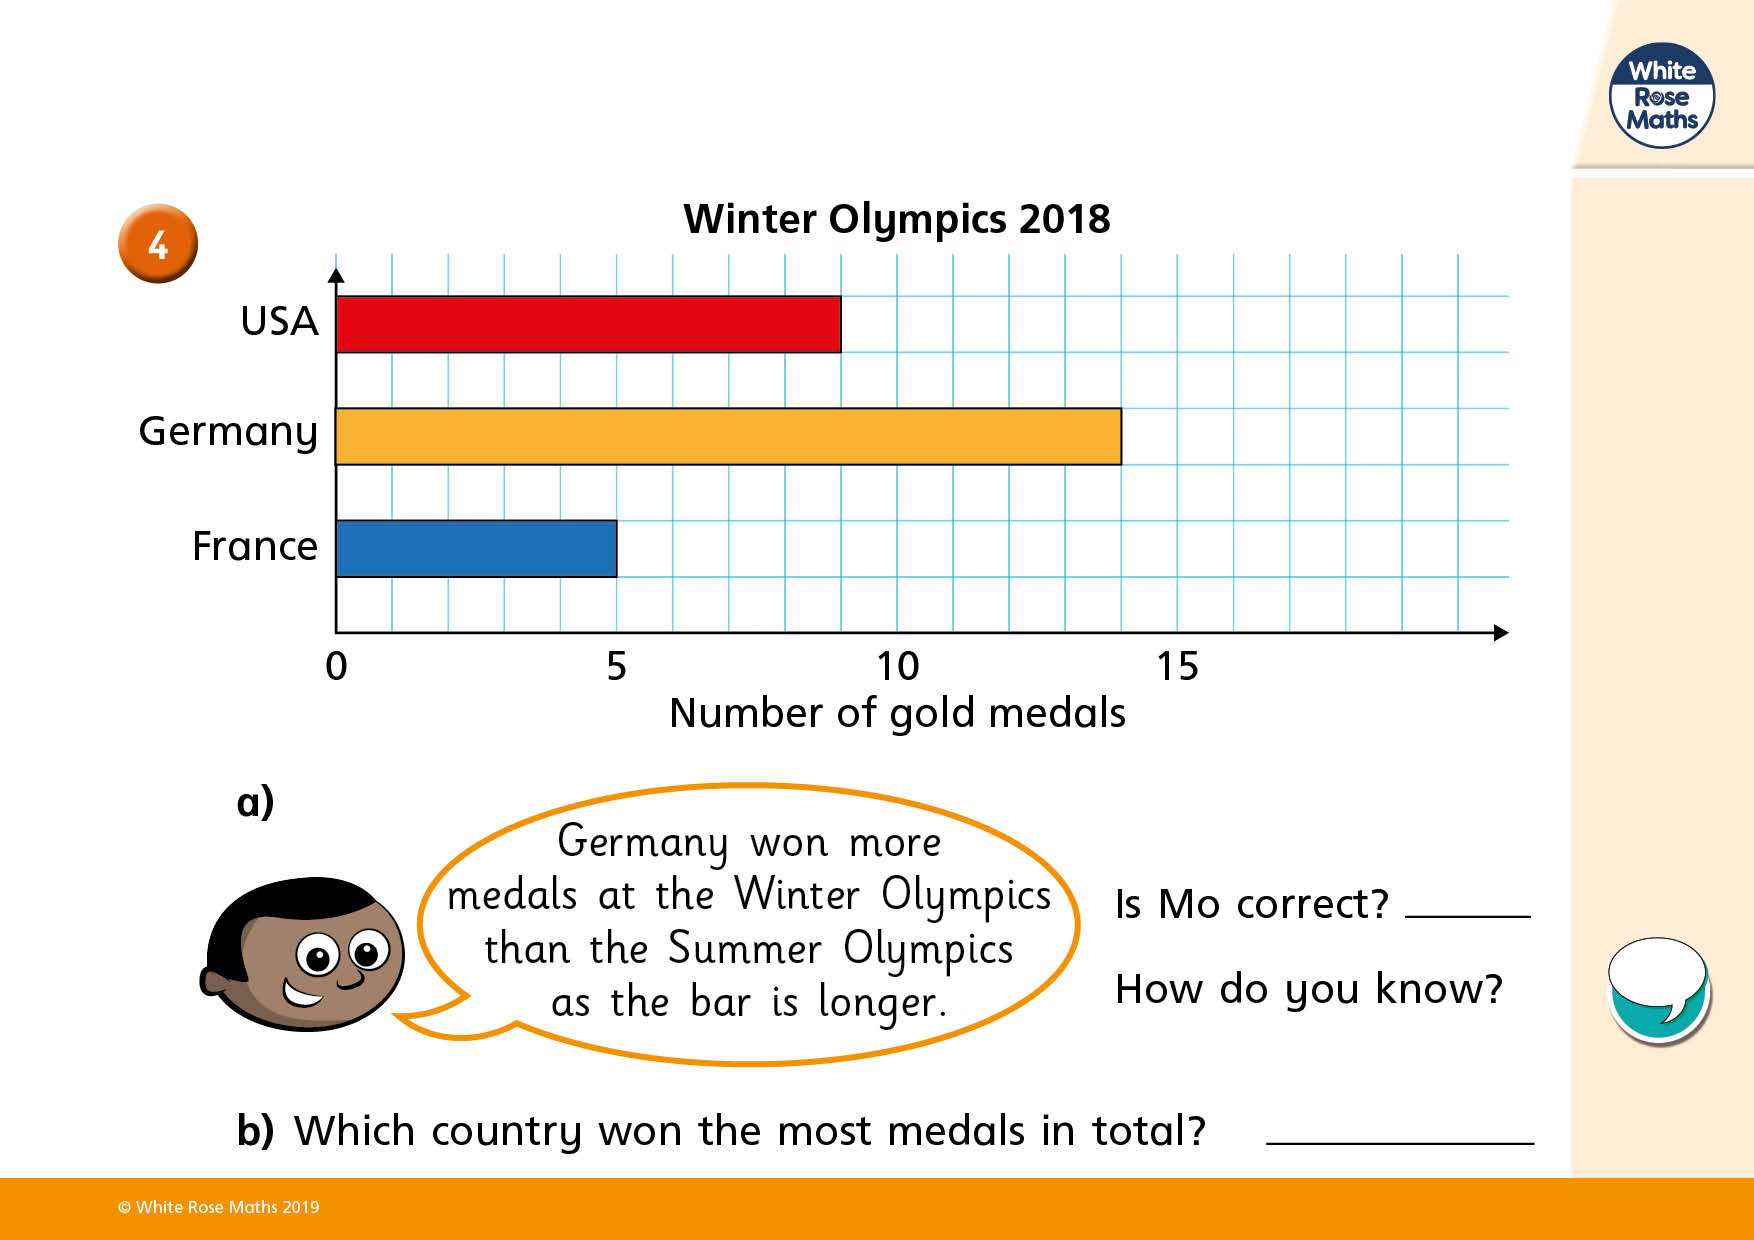 White
Rose
Maths
Winter Olympics 2018
4
USA
Germany
France
0 5 10 15
Number of gold medals
a)
Germany won more
medals at the Winter Olympics
than the Summer Olympics
as the bar is longer.
Is Mo correct?
How do you know?
b) Which country won the most medals in total?
© White Rose Maths 2019